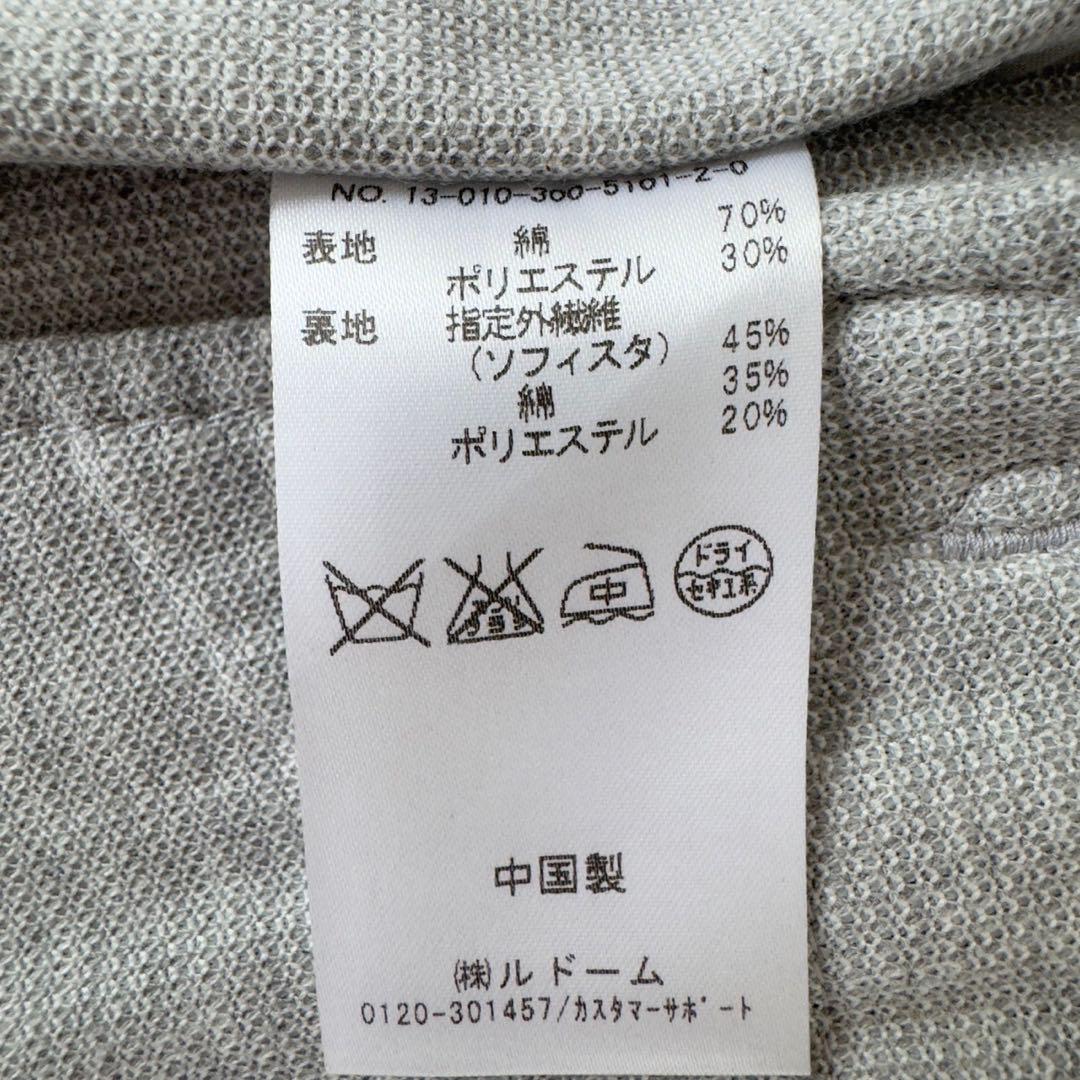 NO. 13-010-360-5161-2-0
表地 綿 70%
ポリエステル 30%
裏地 指定外繊維
(ソフィスタ) 45%
綿 35%
ポリエステル 20%
中
ドライ
セキユ系
中国製
㈱ルドーム
0120-301457/カスタマーサポート